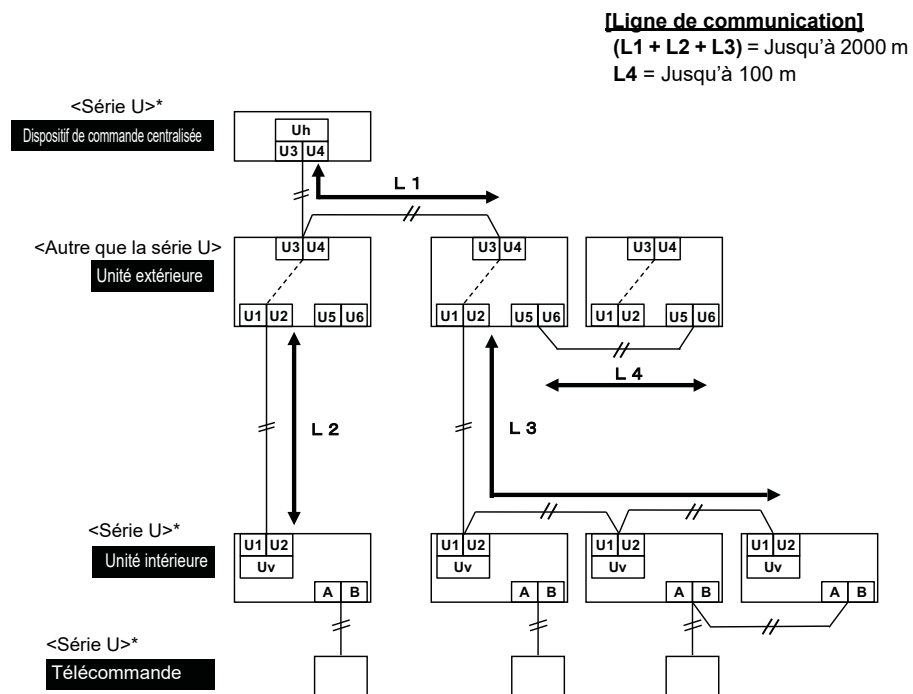 [Ligne de communication]
(L1 + L2 + L3) = Jusqu'à 2000 m
L4 = Jusqu'à 100 m
<Série U>*
Dispositif de commande centralisée
Uh
U3 U4
L 1
<Autre que la série U>
Unité extérieure
U3 U4
U3 U4
U3 U4
U1 U2
U5 U6
U1 U2
U5 U6
U1 U2
U5 U6
L 4
L 2
L 3
<Série U>*
Unité intérieure
U1 U2
Uv
A B
U1 U2
Uv
A B
U1 U2
Uv
A B
U1 U2
Uv
A B
<Série U>*
Télécommande